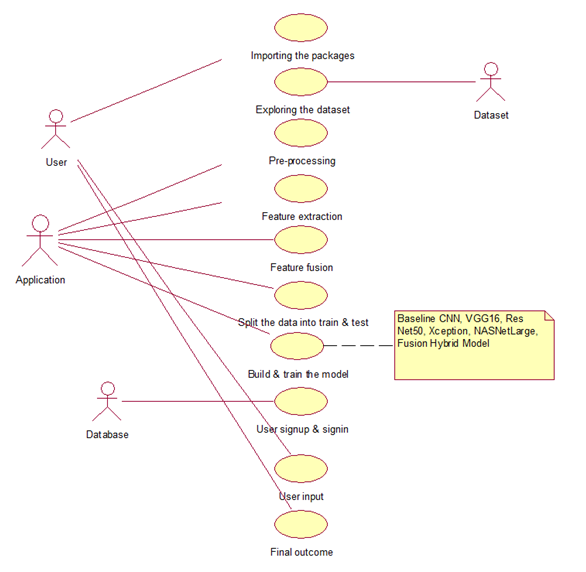 Importing the packages
Exploring the dataset
Dataset
User
Pre-processing
Feature extraction
Application
Feature fusion
Split the data into train & test
Baseline CNN, VGG16, Res
Net50, Xception, NASNetLarge,
Fusion Hybrid Model
Build & train the model
Database
User signup & signin
User input
Final outcome